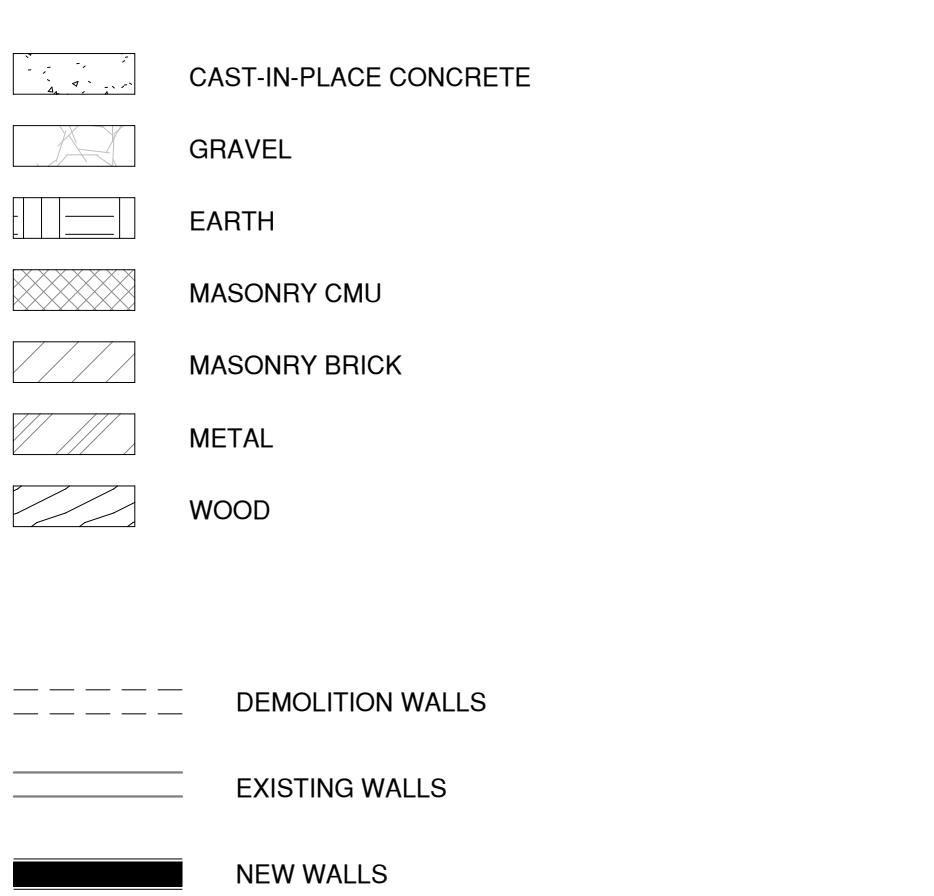 CAST-IN-PLACE CONCRETE
GRAVEL
EARTH
MASONRY CMU
MASONRY BRICK
METAL
WOOD
DEMOLITION WALLS
EXISTING WALLS
NEW WALLS